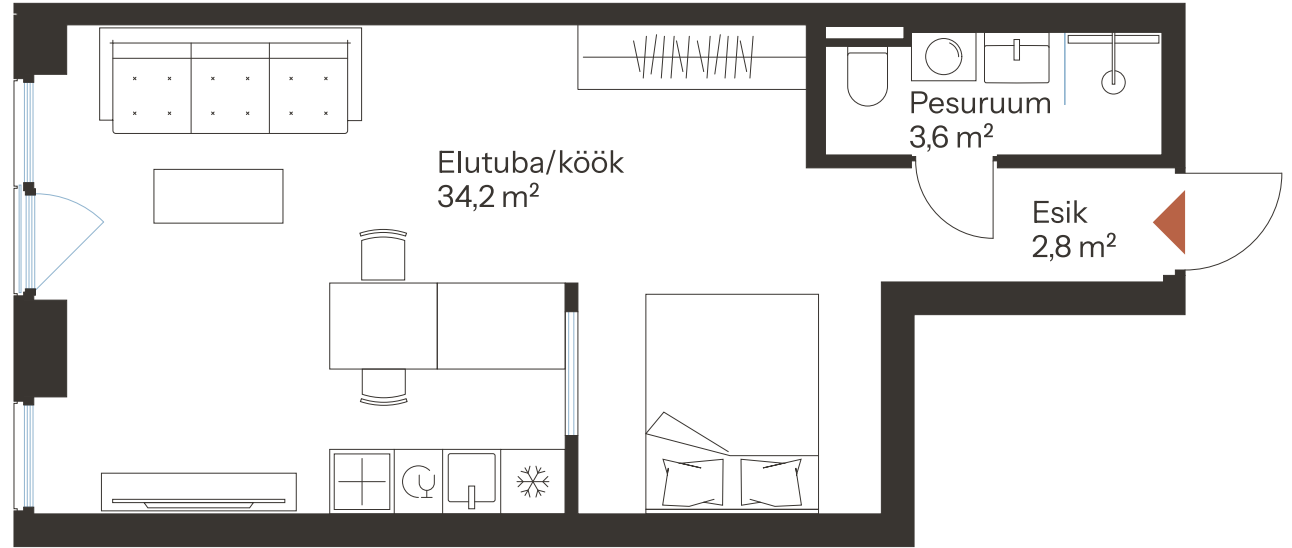 Pesuruum
3,6 m²
Elutuba/köök
34,2 m²
Esik
2,8 m²